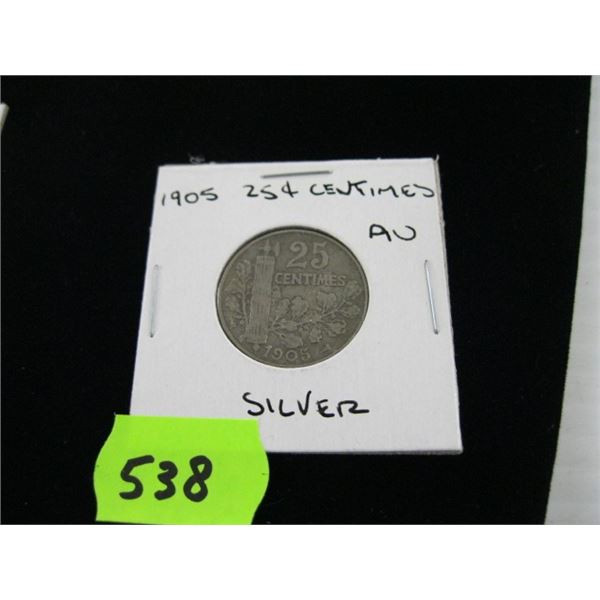 1905 25¢ CENTIMES
AU
25
CENTIMES
1905
SILVER
538